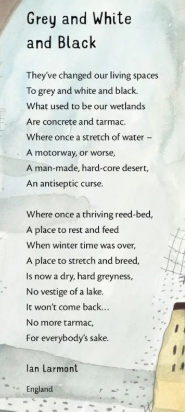 Grey and White
and Black
They've changed our living spaces
To grey and white and black.
What used to be our wetlands
Are concrete and tarmac.
Where once a stretch of water –
A motorway, or worse,
A man-made, hard-core desert,
An antiseptic curse.
Where once a thriving reed-bed,
A place to rest and feed
When winter time was over,
A place to stretch and breed,
Is now a dry, hard greyness,
No vestige of a lake.
It won't come back…
No more tarmac,
For everybody's sake.
Ian Larmont
England